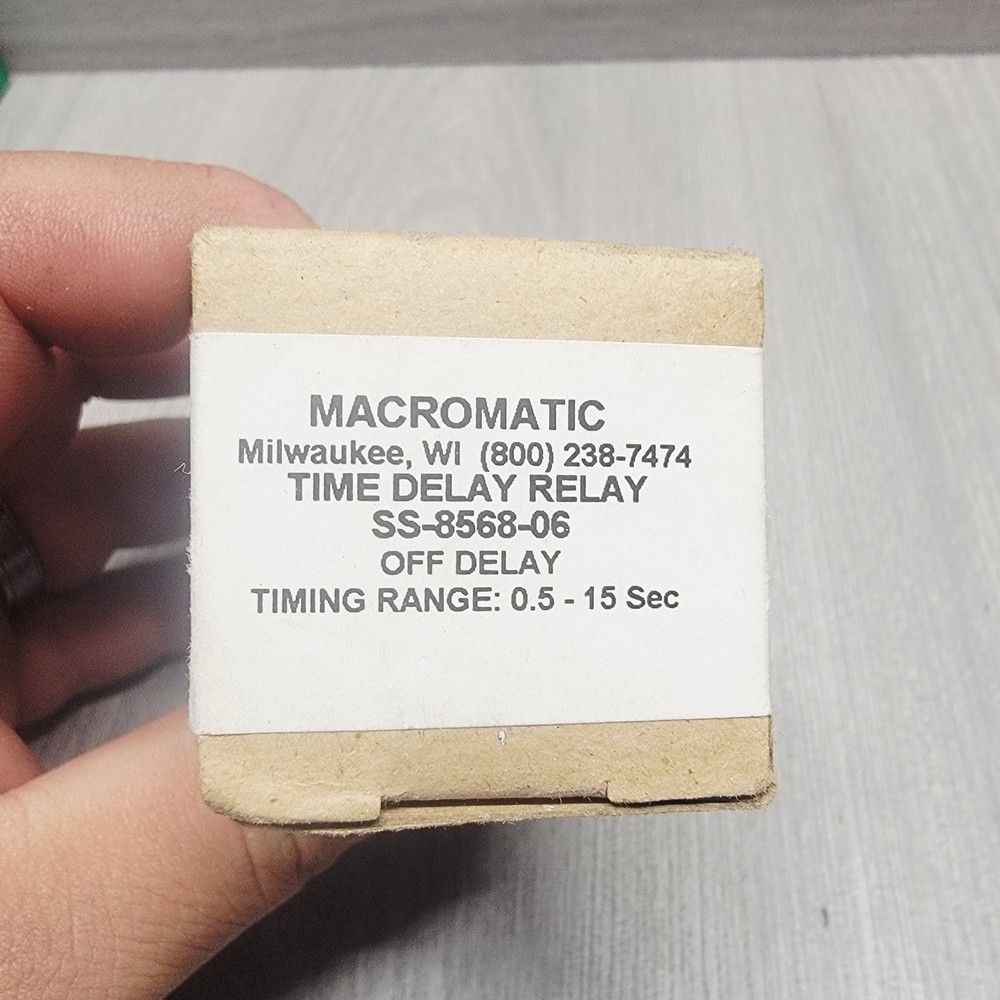 MACROMATIC
Milwaukee, WI (800) 238-7474
TIME DELAY RELAY
SS-8568-06
OFF DELAY
TIMING RANGE: 0.5 - 15 Sec